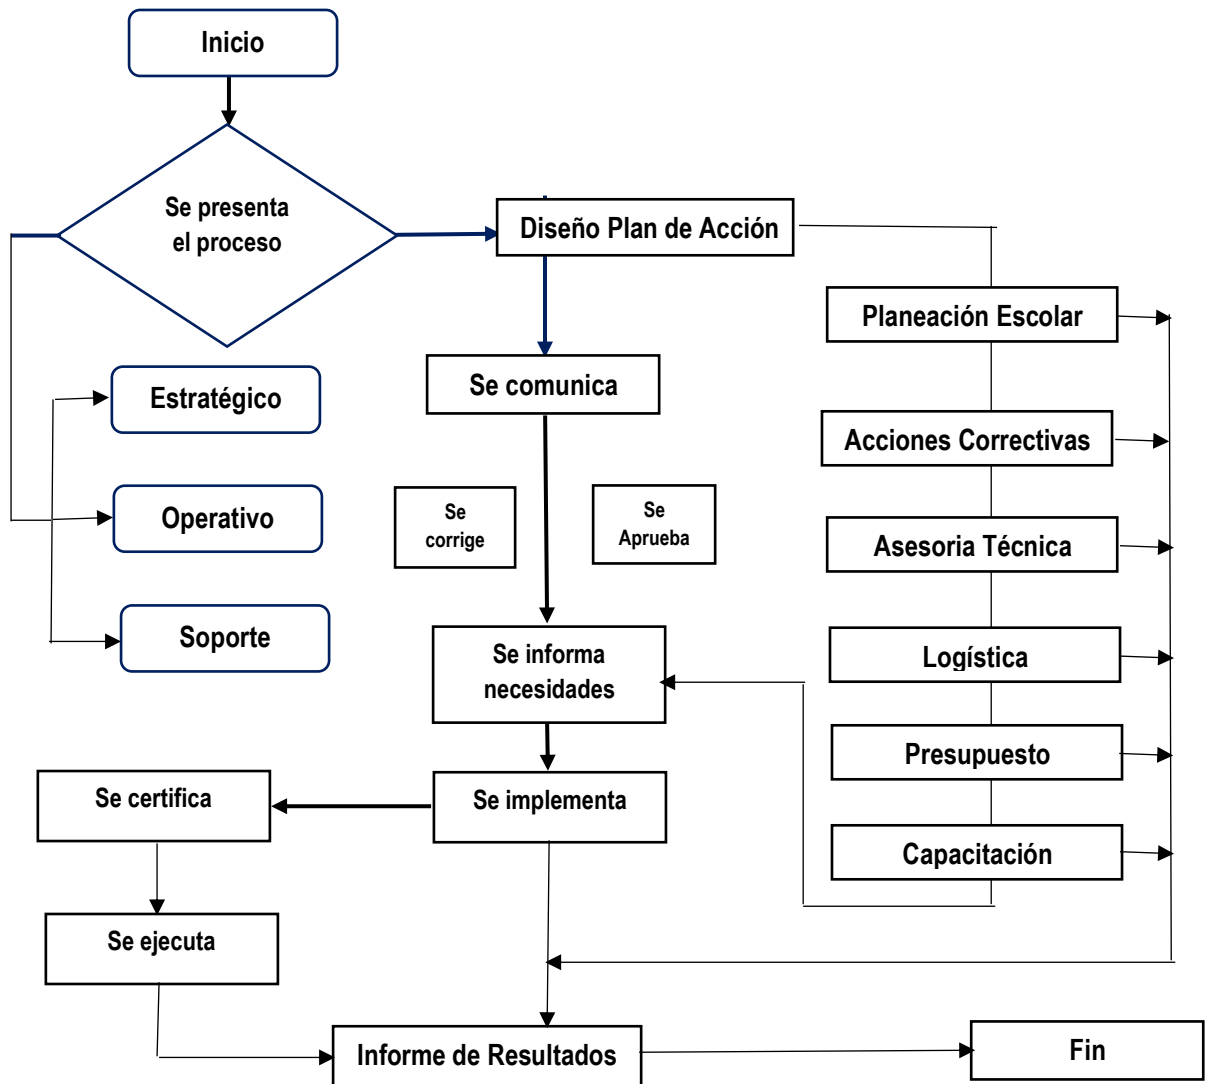 Inicio
Se presenta
el proceso
Diseño Plan de Acción
Planeación Escolar
Se comunica
Estratégico
Acciones Correctivas
Se
corrige
Se
Aprueba
Operativo
Asesoria Técnica
Soporte
Se informa
necesidades
Logística
Presupuesto
Se certifica
Se implementa
Capacitación
Se ejecuta
Informe de Resultados
Fin